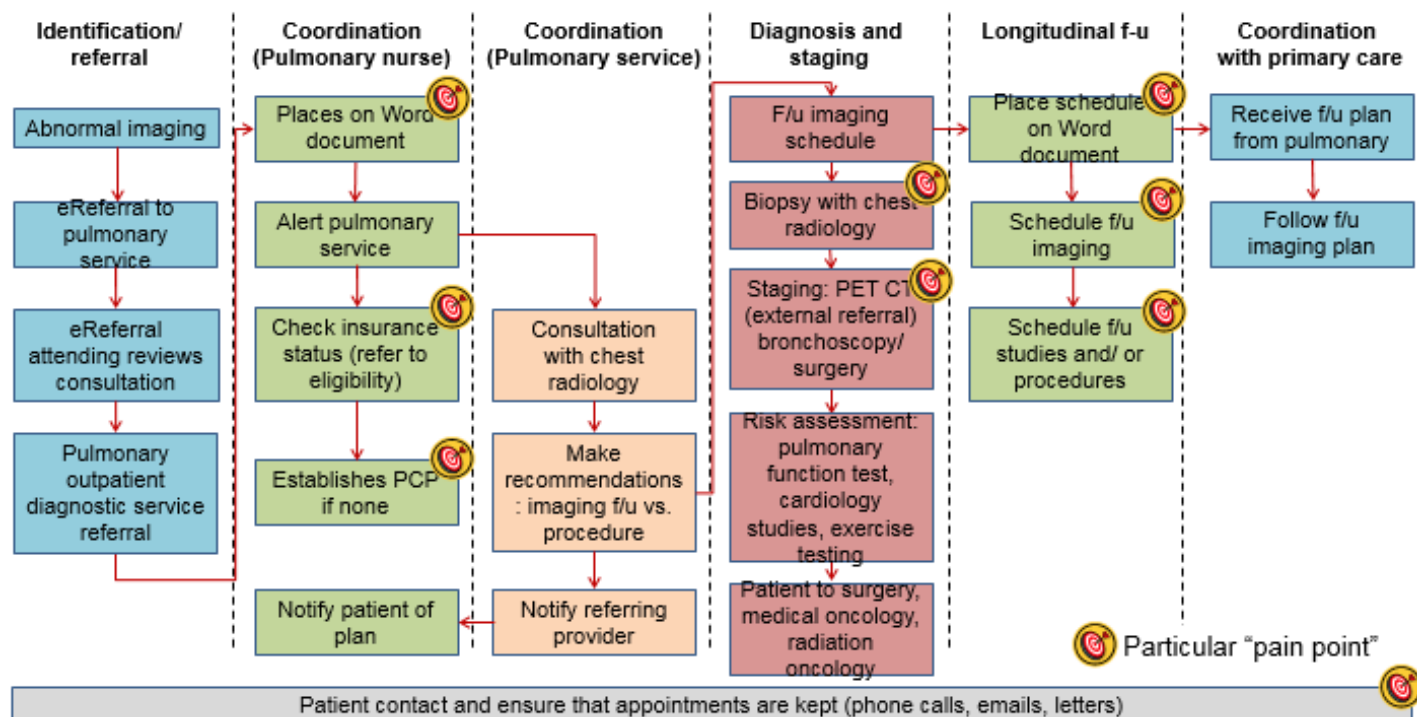 Identification/
referral
Coordination
(Pulmonary nurse)
Coordination
(Pulmonary service)
Diagnosis and
staging
Longitudinal f-u
Coordination
with primary care
Abnormal imaging
eReferral to
pulmonary
service
eReferral
attending reviews
consultation
Pulmonary
outpatient
diagnostic service
referral
Places on Word
document
Alert pulmonary
service
Check insurance
status (refer to
eligibility)
Establishes PCP
if none
Notify patient of
plan
Consultation
with chest
radiology
Make
recommendations
: imaging f/u vs.
procedure
Notify referring
provider
F/u imaging
schedule
Biopsy with chest
radiology
Staging: PET CT
(external referral)
bronchoscopy/
surgery
Risk assessment:
pulmonary
function test,
cardiology
studies, exercise
testing
Patient to surgery,
medical oncology,
radiation
oncology
Place schedule
on Word
document
Schedule f/u
imaging
Schedule f/u
studies and/ or
procedures
Receive f/u plan
from pulmonary
Follow f/u
imaging plan
Particular “pain point”
Patient contact and ensure that appointments are kept (phone calls, emails, letters)